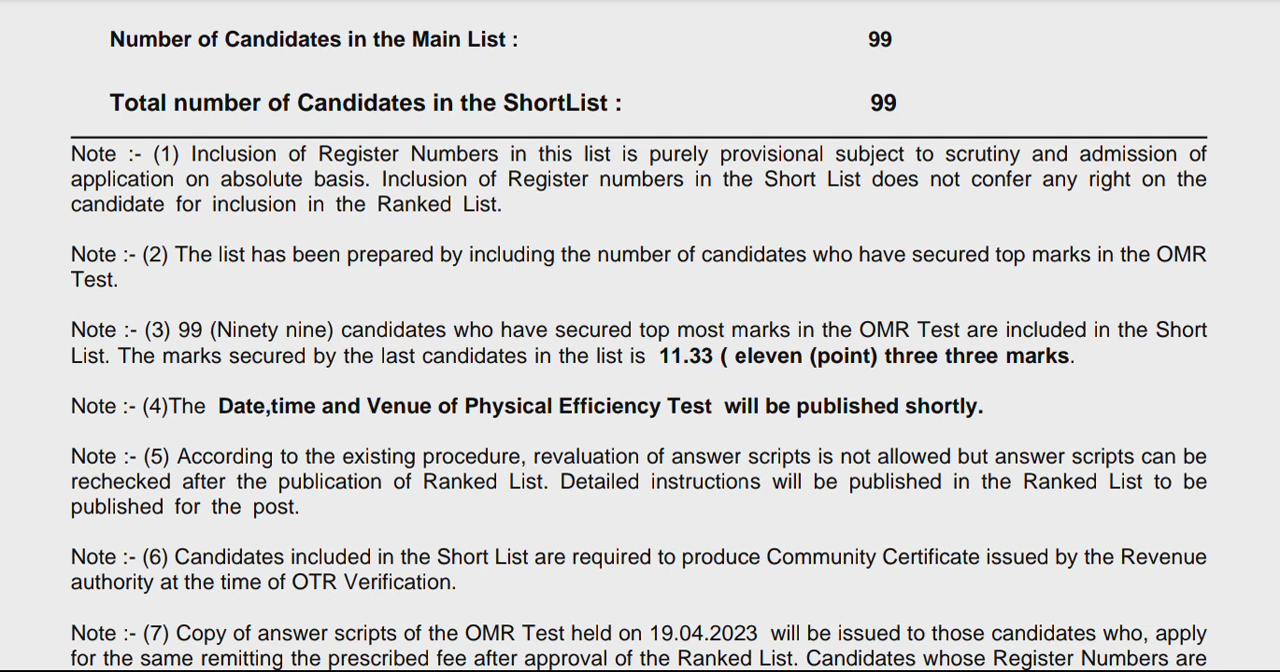 Number of Candidates in the Main List : 99
Total number of Candidates in the ShortList : 99
Note :- (1) Inclusion of Register Numbers in this list is purely provisional subject to scrutiny and admission of
application on absolute basis. Inclusion of Register numbers in the Short List does not confer any right on the
candidate for inclusion in the Ranked List.
Note :- (2) The list has been prepared by including the number of candidates who have secured top marks in the OMR
Test.
Note :- (3) 99 (Ninety nine) candidates who have secured top most marks in the OMR Test are included in the Short
List. The marks secured by the last candidates in the list is 11.33 ( eleven (point) three three marks.
Note :- (4)The Date,time and Venue of Physical Efficiency Test will be published shortly.
Note :- (5) According to the existing procedure, revaluation of answer scripts is not allowed but answer scripts can be
rechecked after the publication of Ranked List. Detailed instructions will be published in the Ranked List to be
published for the post.
Note :- (6) Candidates included in the Short List are required to produce Community Certificate issued by the Revenue
authority at the time of OTR Verification.
Note :- (7) Copy of answer scripts of the OMR Test held on 19.04.2023 will be issued to those candidates who, apply
for the same remitting the prescribed fee after approval of the Ranked List. Candidates whose Register Numbers are